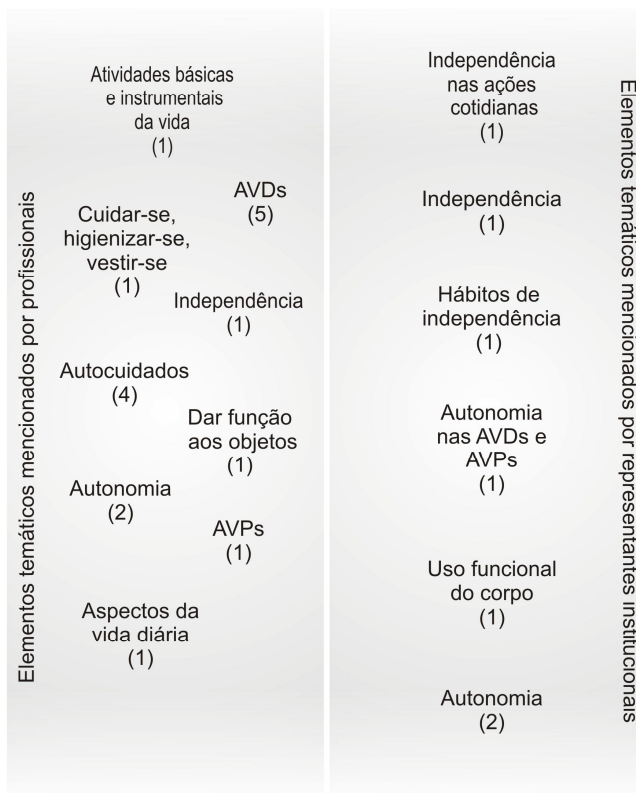 Elementos temáticos mencionados por profissionais
Atividades básicas
e instrumentais
da vida
(1)
AVDs
(5)
Cuidar-se,
higienizar-se,
vestir-se
(1)
Independência
(1)
Autocuidados
(4)
Dar função
aos objetos
(1)
Autonomia
(2)
AVPs
(1)
Aspectos da
vida diária
(1)
Independência
nas ações
cotidianas
(1)
Independência
(1)
Hábitos de
independência
(1)
Autonomia
nas AVDs e
AVPs
(1)
Uso funcional
do corpo
(1)
Autonomia
(2)
Elementos temáticos mencionados por representantes institucionais